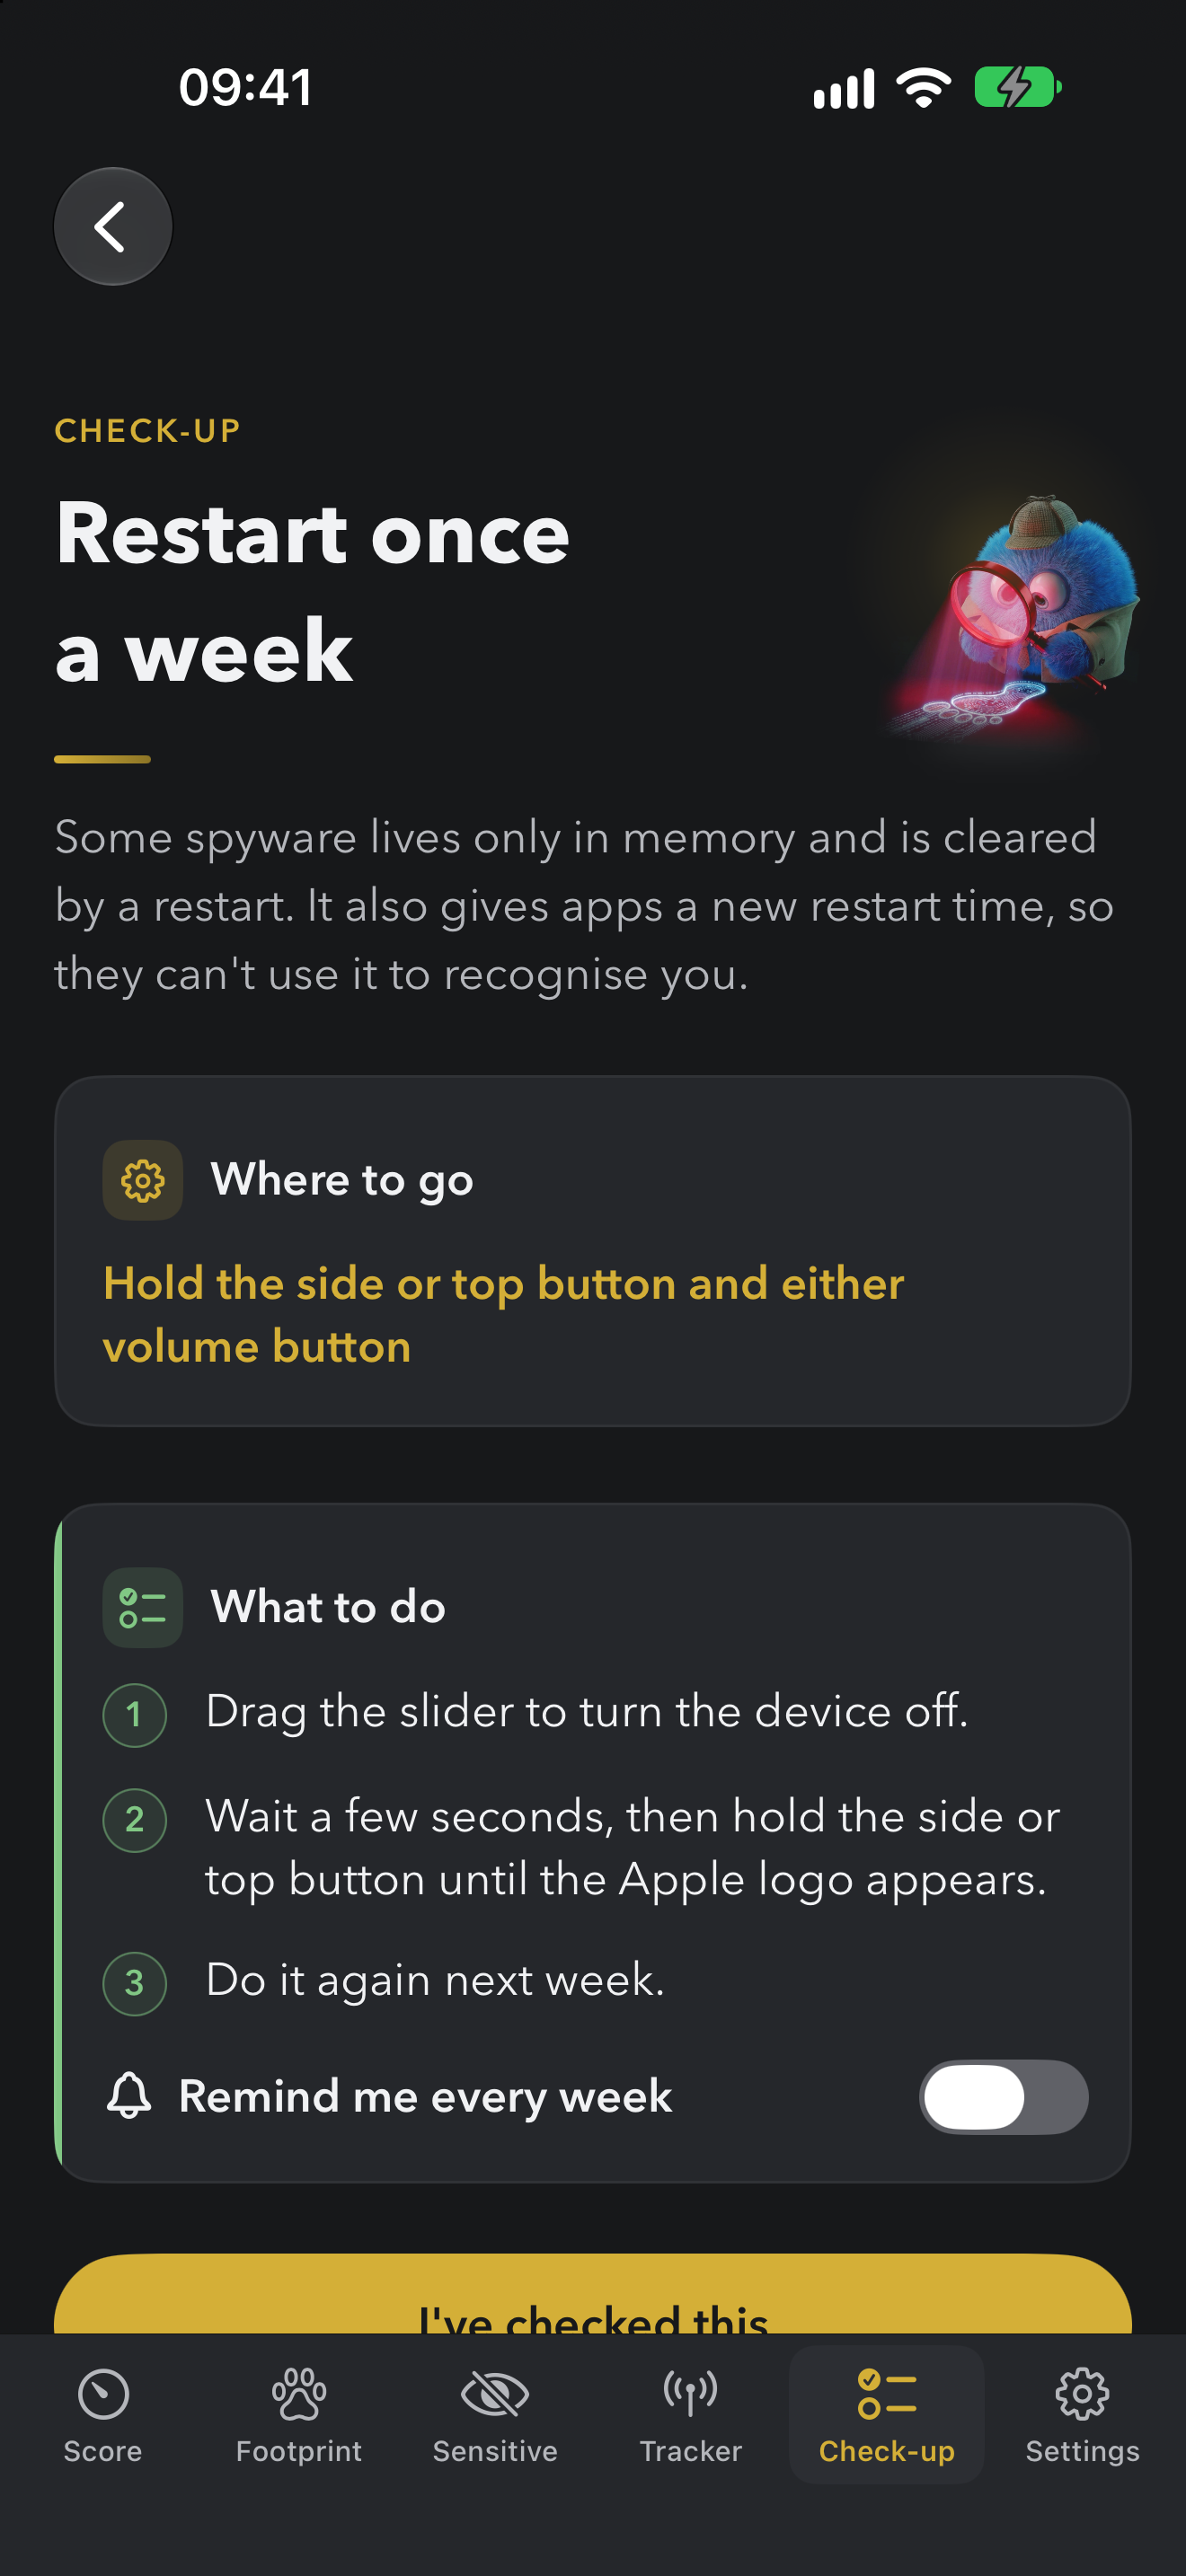 09:41
CHECK-UP
Restart once
a week
Some spyware lives only in memory and is cleared
by a restart. It also gives apps a new restart time, so
they can't use it to recognise you.
Where to go
Hold the side or top button and either
volume button
What to do
1 Drag the slider to turn the device off.
2 Wait a few seconds, then hold the side or
top button until the Apple logo appears.
3 Do it again next week.
Remind me every week
I've checked this
Score Footprint Sensitive Tracker Check-up Settings